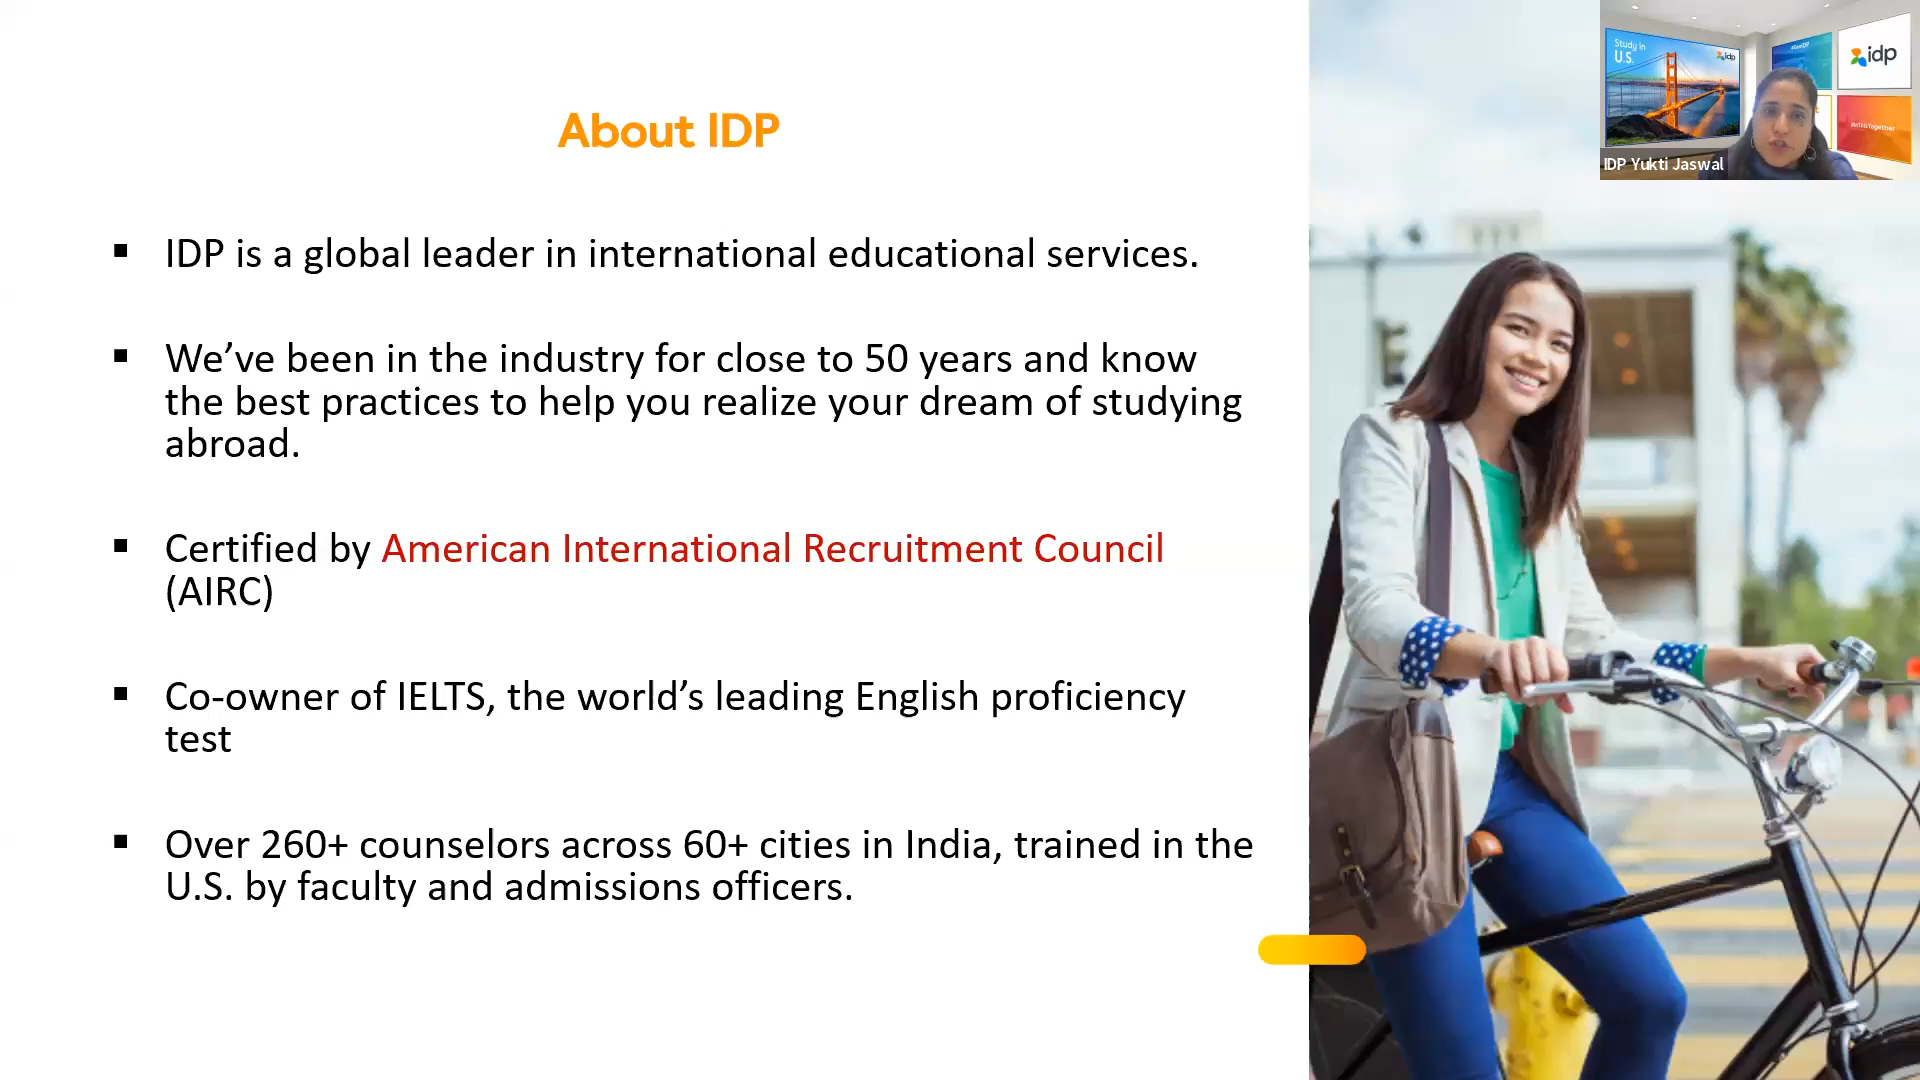 About IDP
▪ IDP is a global leader in international educational services.
▪ We’ve been in the industry for close to 50 years and know
the best practices to help you realize your dream of studying
abroad.
▪ Certified by American International Recruitment Council
(AIRC)
▪ Co-owner of IELTS, the world’s leading English proficiency
test
▪ Over 260+ counselors across 60+ cities in India, trained in the
U.S. by faculty and admissions officers.
Study in
U.S.
idp
idp
IDP Yukti Jaswal